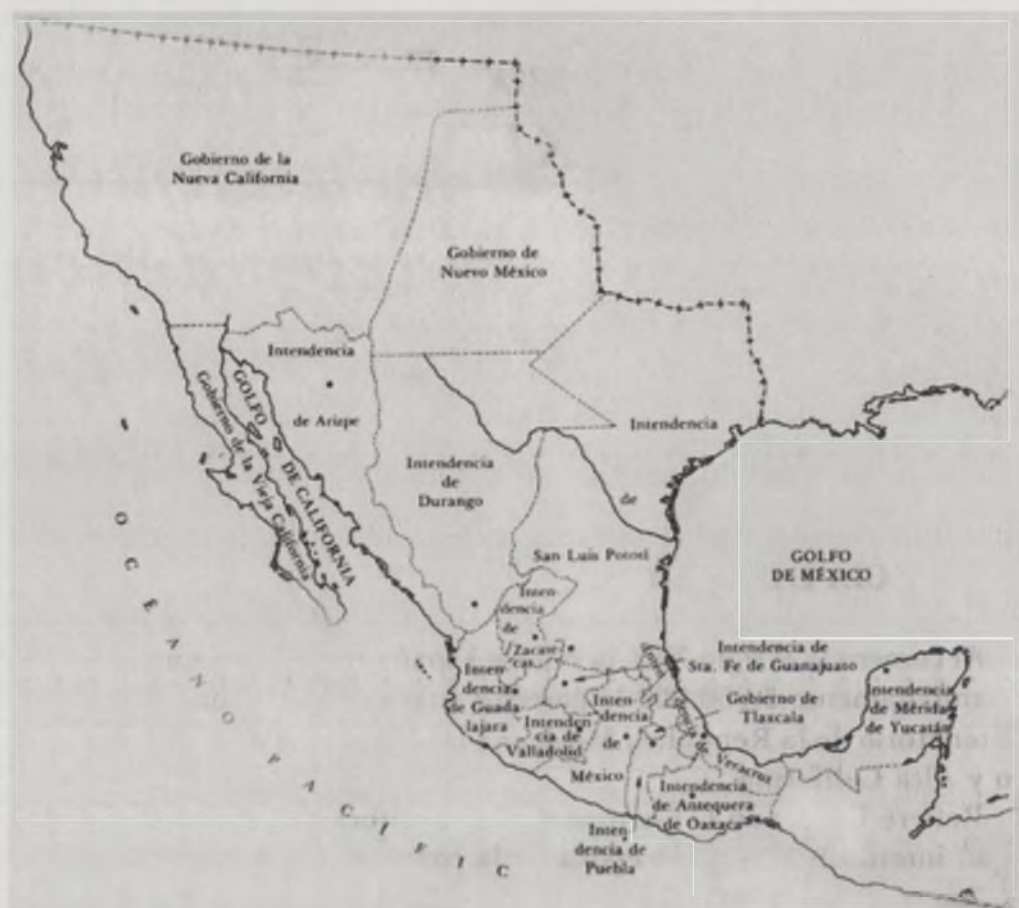 Gobierno de la
Nueva California
Gobierno de
Nuevo México
Intendencia
de Arizpe
Gobierno de la Vieja California
GOLFO
DE CALIFORNIA
Intendencia
de
Durango
Intendencia
de
San Luis Potosí
GOLFO
DE MÉXICO
Inten-
dencia
de
Zacate
cas
Intendencia de
Sta. Fe de Guanajuato
Gobierno de
Tlaxcala
Intendencia
de Mérida
de Yucatán
Inten-
dencia
de Guada
lajara
Intenden
cia de
Valladolid
Inten-
dencia
de
México
de Veracruz
Intendencia
de Antequera
de Oaxaca
Inten-
dencia de
Puebla
OCÉANO PACIFIC